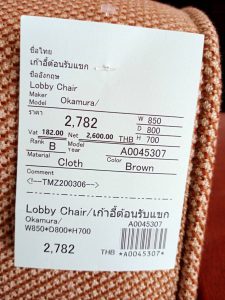 ชื่อไทย
เก้าอี้ต้อนรับแขก
ชื่ออังกฤษ
Lobby Chair/
Maker
Model Okamura/
ราคา W 850
2,782 D 800
Vat 182.00 Net 2,600.00 THB H 700
Rank B Model Year A0045307
Material Cloth Color Brown
Comment
<!--TMZ200306-->
Lobby Chair/เก้าอี้ต้อนรับแขก
Okamura/ A0045307
W850*D800*H700
2,782 THB *A0045307*